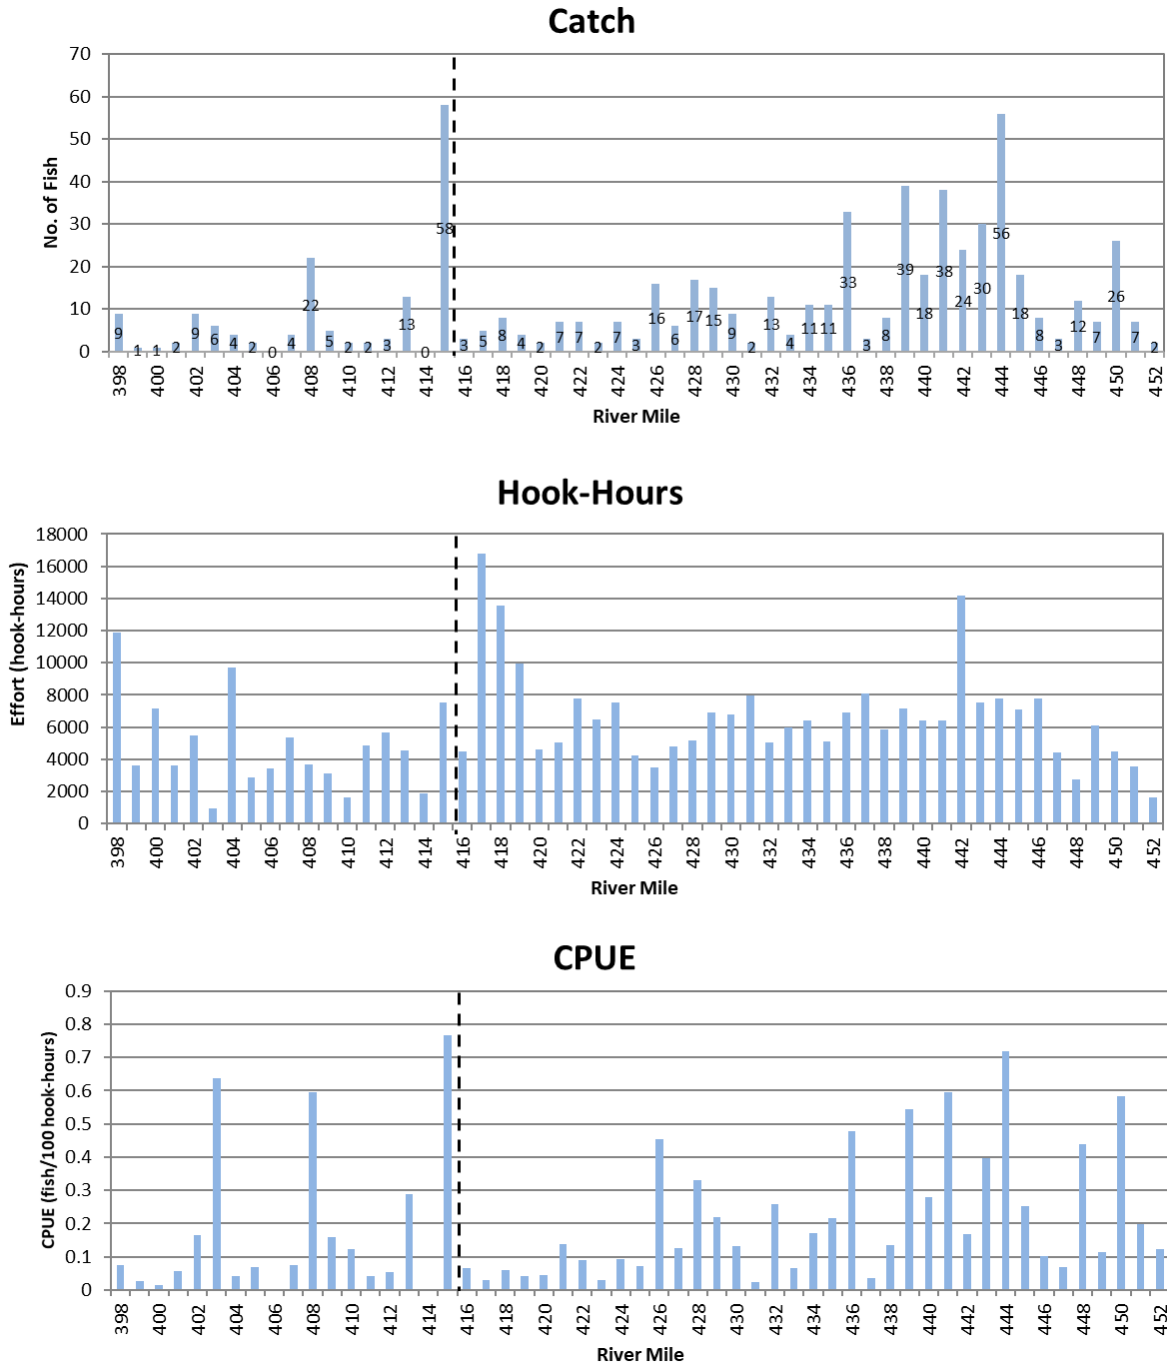 Catch
70
60
50
40
30
20
10
0
No. of Fish
9 1 1 2 9 6 4 2 0 4 22 5 2 2 3 13 0 58 3 5 8 4 2 7 7 2 7 3 16 6 17 15 9 2 13 4 11 11 33 3 8 39 18 38 24 30 56 18 8 3 12 7 26 7 2
398 400 402 404 406 408 410 412 414 416 418 420 422 424 426 428 430 432 434 436 438 440 442 444 446 448 450 452
River Mile
Hook-Hours
18000
16000
14000
12000
10000
8000
6000
4000
2000
0
Effort (hook-hours)
398 400 402 404 406 408 410 412 414 416 418 420 422 424 426 428 430 432 434 436 438 440 442 444 446 448 450 452
River Mile
CPUE
0.9
0.8
0.7
0.6
0.5
0.4
0.3
0.2
0.1
0
CPUE (fish/100 hook-hours)
398 400 402 404 406 408 410 412 414 416 418 420 422 424 426 428 430 432 434 436 438 440 442 444 446 448 450 452
River Mile